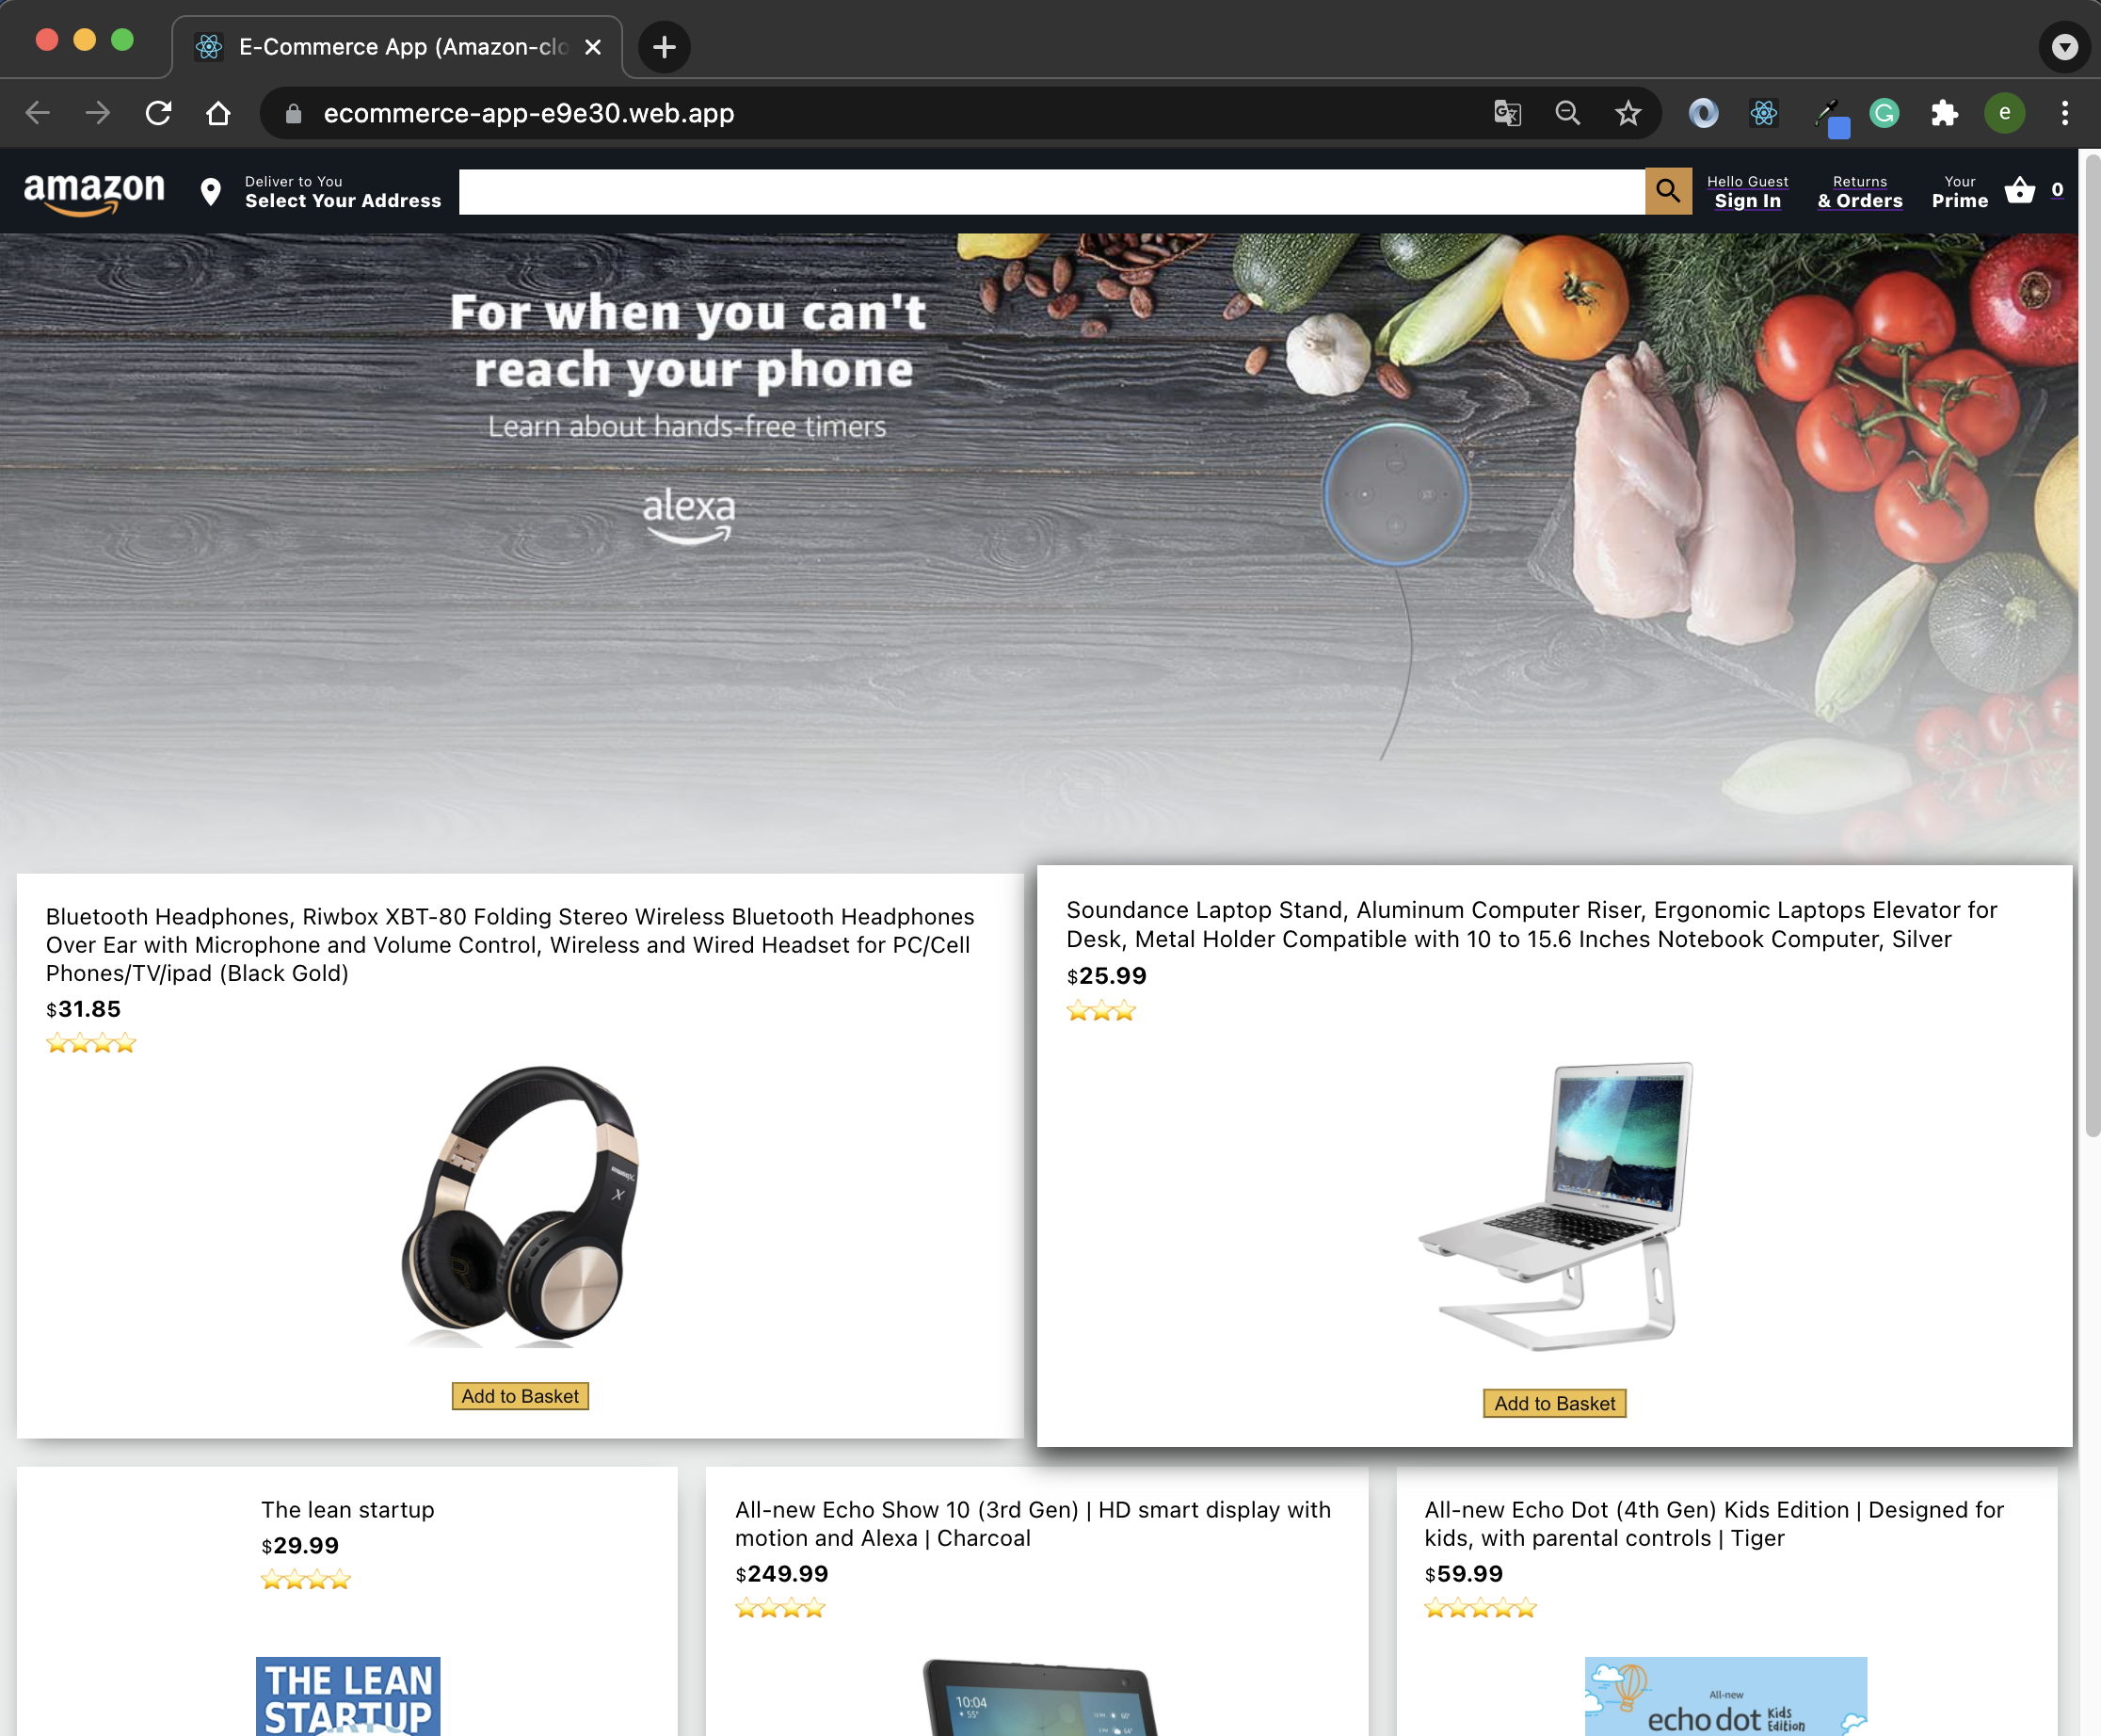 E-Commerce App (Amazon-clo
ecommerce-app-e9e30.web.app
e
amazon
Deliver to You
Select Your Address
Hello Guest
Sign In
Returns
& Orders
Your
Prime
0
For when you can't
reach your phone
Learn about hands-free timers
alexa
Bluetooth Headphones, Riwbox XBT-80 Folding Stereo Wireless Bluetooth Headphones
Over Ear with Microphone and Volume Control, Wireless and Wired Headset for PC/Cell
Phones/TV/ipad (Black Gold)
$31.85
Add to Basket
Soundance Laptop Stand, Aluminum Computer Riser, Ergonomic Laptops Elevator for
Desk, Metal Holder Compatible with 10 to 15.6 Inches Notebook Computer, Silver
$25.99
Add to Basket
The lean startup
$29.99
THE LEAN
STARTUP
All-new Echo Show 10 (3rd Gen) | HD smart display with
motion and Alexa | Charcoal
$249.99
10:04
55°
All-new Echo Dot (4th Gen) Kids Edition | Designed for
kids, with parental controls | Tiger
$59.99
All-new
echo dot Kids
Edition